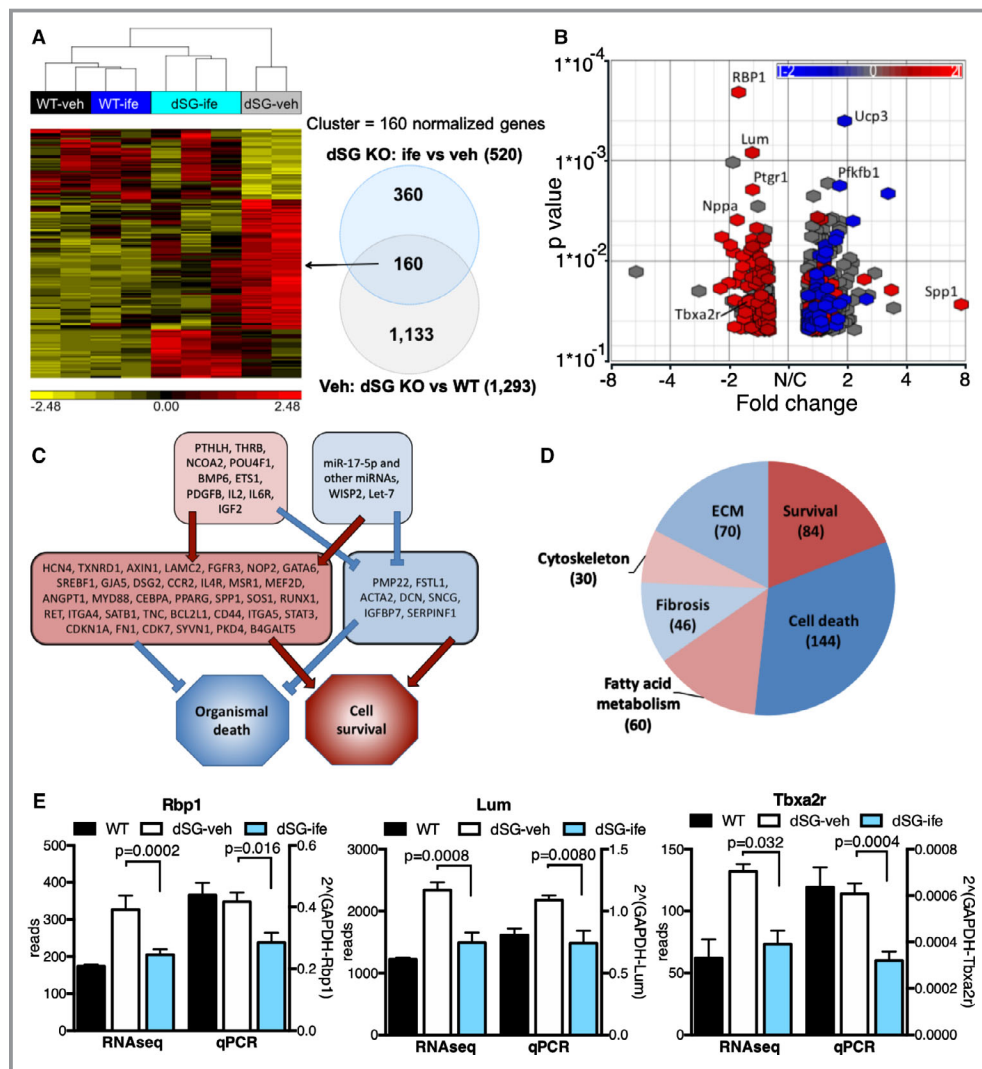 A
WT-veh WT-ife dSG-ife dSG-veh
Cluster = 160 normalized genes
dSG KO: ife vs veh (520)
360
160
1,133
Veh: dSG KO vs WT (1,293)
-2.48 0.00 2.48
B
1*10^-4
1*10^-3
1*10^-2
1*10^-1
p value
-2 0 2
RBP1
Ucp3
Lum
Ptgr1
Pfkfb1
Nppa
Tbxa2r
Spp1
-8 -4 -2 N/C 2 4 8
Fold change
C
PTHLH, THRB,
NCOA2, POU4F1,
BMP6, ETS1,
PDGFB, IL2, IL6R,
IGF2
miR-17-5p and
other miRNAs,
WISP2, Let-7
HCN4, TXNRD1, AXIN1, LAMC2, FGFR3, NOP2, GATA6,
SREBF1, GJA5, DSG2, CCR2, IL4R, MSR1, MEF2D,
ANGPT1, MYD88, CEBPA, PPARG, SPP1, SOS1, RUNX1,
RET, ITGA4, SATB1, TNC, BCL2L1, CD44, ITGA5, STAT3,
CDKN1A, FN1, CDK7, SYVN1, PKD4, B4GALT5
PMP22, FSTL1,
ACTA2, DCN, SNCG,
IGFBP7, SERPINF1
Organismal
death
Cell
survival
D
ECM
(70)
Survival
(84)
Cytoskeleton
(30)
Fibrosis
(46)
Cell death
(144)
Fatty acid
metabolism
(60)
E
Rbp1
WT dSG-veh dSG-ife
p=0.0002
p=0.016
500
400
300
200
100
0
reads
0.6
0.4
0.2
0.0
2^(GAPDH-Rbp1)
RNAseq qPCR
Lum
WT dSG-veh dSG-ife
p=0.0008
p=0.0080
3000
2000
1000
0
reads
1.5
1.0
0.5
0.0
2^(GAPDH-Lum)
RNAseq qPCR
Tbxa2r
WT dSG-veh dSG-ife
p=0.032
p=0.0004
150
100
50
0
reads
0.0008
0.0006
0.0004
0.0002
0.0000
2^(GAPDH-Tbxa2r)
RNAseq qPCR